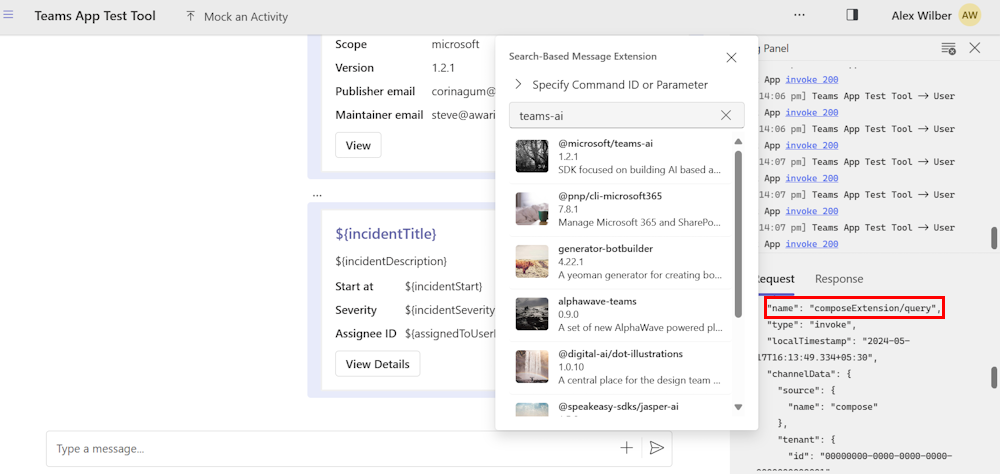 Teams App Test Tool
Mock an Activity
...
Alex Wilber AW
Scope microsoft
Version 1.2.1
Publisher email corinagum@
Maintainer email steve@awari
View
...
${incidentTitle}
${incidentDescription}
Start at ${incidentStart}
Severity ${incidentSeverity
Assignee ID ${assignedToUserI
View Details
Type a message...
Search-Based Message Extension
Specify Command ID or Parameter
teams-ai
@microsoft/teams-ai
1.2.1
SDK focused on building AI based a...
@pnp/cli-microsoft365
7.8.1
Manage Microsoft 365 and SharePo...
generator-botbuilder
4.22.1
A yeoman generator for creating bo...
alphawave-teams
0.9.0
A set of new AlphaWave powered pl...
@digital-ai/dot-illustrations
1.0.10
A central place for the design team ...
@speakeasy-sdks/jasper-ai
g Panel
App invoke 200
14:06 pm] Teams App Test Tool -> User
App invoke 200
14:06 pm] Teams App Test Tool -> User
App invoke 200
14:07 pm] Teams App Test Tool -> User
App invoke 200
14:07 pm] Teams App Test Tool -> User
App invoke 200
14:07 pm] Teams App Test Tool -> User
App invoke 200
equest Response
"name": "composeExtension/query",
"type": "invoke",
"localTimestamp": "2024-05-
17T16:13:49.334+05:30",
"channelData": {
"source": {
"name": "compose"
},
"tenant": {
"id": "00000000-0000-0000-0000-